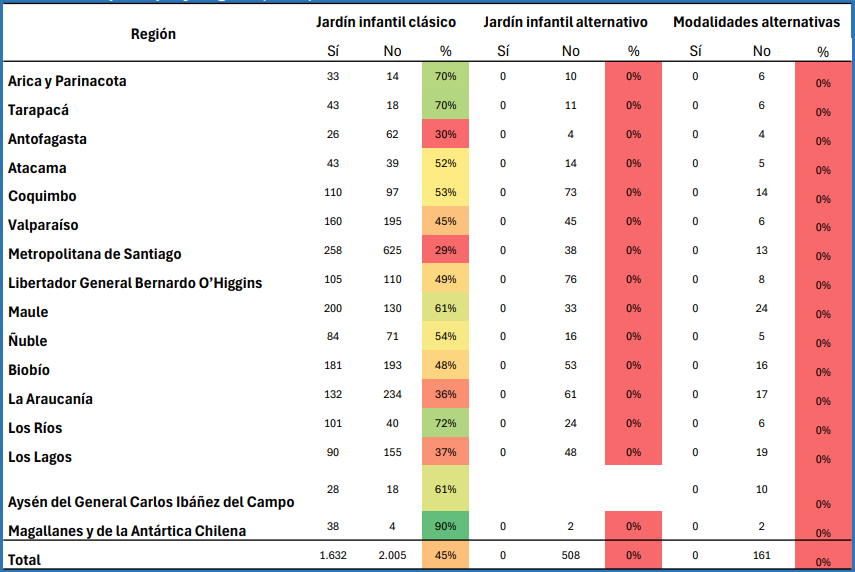 Jardín infantil clásico Jardín infantil alternativo Modalidades alternativas
Región
Sí No % Sí No % Sí No %
Arica y Parinacota 33 14 70% 0 10 0% 0 6 0%
Tarapacá 43 18 70% 0 11 0% 0 6 0%
Antofagasta 26 62 30% 0 4 0% 0 4 0%
Atacama 43 39 52% 0 14 0% 0 5 0%
Coquimbo 110 97 53% 0 73 0% 0 14 0%
Valparaíso 160 195 45% 0 45 0% 0 6 0%
Metropolitana de Santiago 258 625 29% 0 38 0% 0 13 0%
Libertador General Bernardo O’Higgins 105 110 49% 0 76 0% 0 8 0%
Maule 200 130 61% 0 33 0% 0 24 0%
Ñuble 84 71 54% 0 16 0% 0 5 0%
Biobío 181 193 48% 0 53 0% 0 16 0%
La Araucanía 132 234 36% 0 61 0% 0 17 0%
Los Ríos 101 40 72% 0 24 0% 0 6 0%
Los Lagos 90 155 37% 0 48 0% 0 19 0%
Aysén del General Carlos Ibáñez del Campo 28 18 61% 0 10 0%
Magallanes y de la Antártica Chilena 38 4 90% 0 2 0% 0 2 0%
Total 1.632 2.005 45% 0 508 0% 0 161 0%